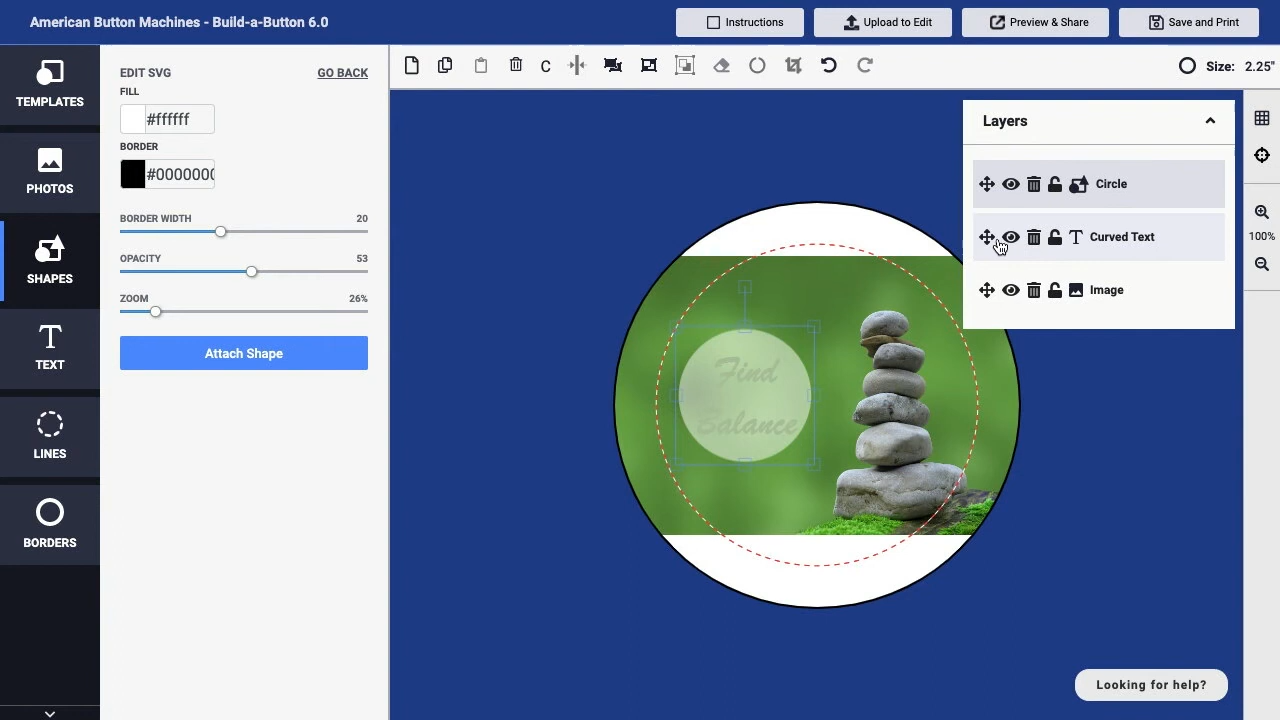 American Button Machines - Build-a-Button 6.0
Instructions
Upload to Edit
Preview & Share
Save and Print
TEMPLATES
PHOTOS
SHAPES
TEXT
LINES
BORDERS
EDIT SVG
GO BACK
FILL
#ffffff
BORDER
#0000000
BORDER WIDTH 20
OPACITY 53
ZOOM 26%
Attach Shape
C
Size: 2.25"
Layers
Circle
Curved Text
Image
100%
Find
Balance
Looking for help?